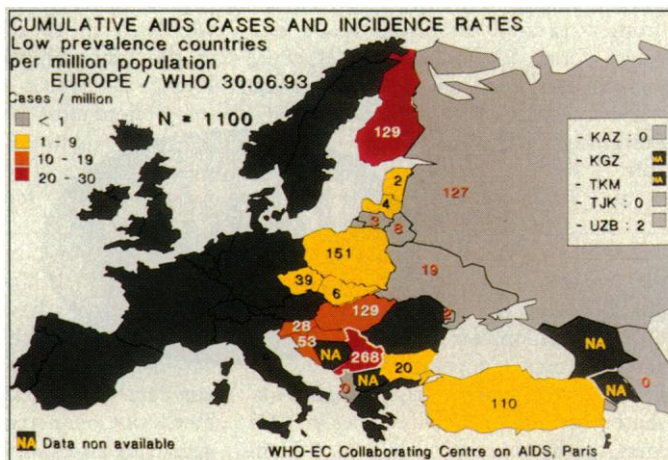 CUMULATIVE AIDS CASES AND INCIDENCE RATES
Low prevalence countries
per million population
EUROPE / WHO 30.06.93
Cases / million
< 1
1 - 9
10 - 19
20 - 30
N = 1100
129
- KAZ : 0
- KGZ NA
- TKM NA
- TJK : 0
- UZB : 2
2
4
127
3
8
151
39
6
19
129
28
53
2
NA
268
NA
20
NA
NA
0
0
110
NA Data non available
WHO-EC Collaborating Centre on AIDS, Paris